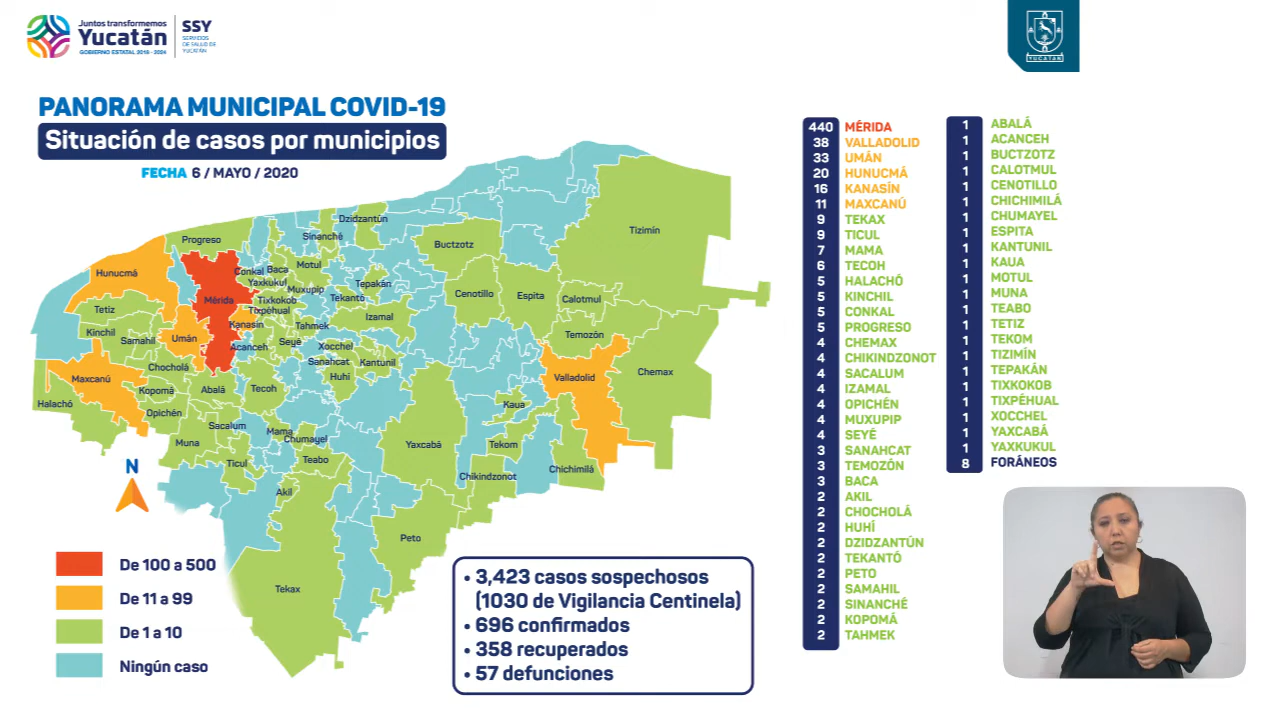 Juntos transformemos
Yucatán
GOBIERNO ESTATAL 2018 - 2024
SSY
SERVICIOS
DE SALUD DE
YUCATÁN
YUCATÁN
PANORAMA MUNICIPAL COVID-19
Situación de casos por municipios
FECHA 6 / MAYO / 2020
Dzidzantún
Progreso
Sinanché
Buctzotz
Tizimín
Hunucmá
Conkal
Baca
Motul
Yaxkukul
Muxupip
Tepakán
Mérida
Tixkokob
Tekantó
Cenotillo
Espita
Calotmul
Tetiz
Tixpéhual
Izamal
Kinchil
Samahil
Umán
Kanasín
Tahmek
Temozón
Acanceh
Seyé
Xocchel
Sanahcat
Kantunil
Chocholá
Huhí
Maxcanú
Kopomá
Abalá
Tecoh
Valladolid
Chemax
Halachó
Opichén
Kaua
Sacalum
Mama
Chumayel
Muna
Yaxcabá
Tekom
Ticul
Teabo
Chikindzonot
Chichimilá
Akil
Peto
Tekax
N
De 100 a 500
De 11 a 99
De 1 a 10
Ningún caso
• 3,423 casos sospechosos
(1030 de Vigilancia Centinela)
• 696 confirmados
• 358 recuperados
• 57 defunciones
440 MÉRIDA
38 VALLADOLID
33 UMÁN
20 HUNUCMÁ
16 KANASÍN
11 MAXCANÚ
9 TEKAX
9 TICUL
7 MAMA
6 TECOH
5 HALACHÓ
5 KINCHIL
5 CONKAL
5 PROGRESO
4 CHEMAX
4 CHIKINDZONOT
4 SACALUM
4 IZAMAL
4 OPICHÉN
4 MUXUPIP
4 SEYÉ
3 SANAHCAT
3 TEMOZÓN
3 BACA
2 AKIL
2 CHOCHOLÁ
2 HUHÍ
2 DZIDZANTÚN
2 TEKANTÓ
2 PETO
2 SAMAHIL
2 SINANCHÉ
2 KOPOMÁ
2 TAHMEK
1 ABALÁ
1 ACANCEH
1 BUCTZOTZ
1 CALOTMUL
1 CENOTILLO
1 CHICHIMILÁ
1 CHUMAYEL
1 ESPITA
1 KANTUNIL
1 KAUA
1 MOTUL
1 MUNA
1 TEABO
1 TETIZ
1 TEKOM
1 TIZIMÍN
1 TEPAKÁN
1 TIXKOKOB
1 TIXPÉHUAL
1 XOCCHEL
1 YAXCABÁ
1 YAXKUKUL
8 FORÁNEOS